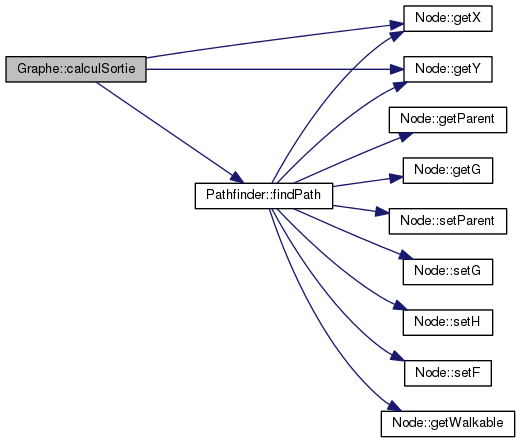 Graphe::calculSortie
Pathfinder::findPath
Node::getX
Node::getY
Node::getParent
Node::getG
Node::setParent
Node::setG
Node::setH
Node::setF
Node::getWalkable